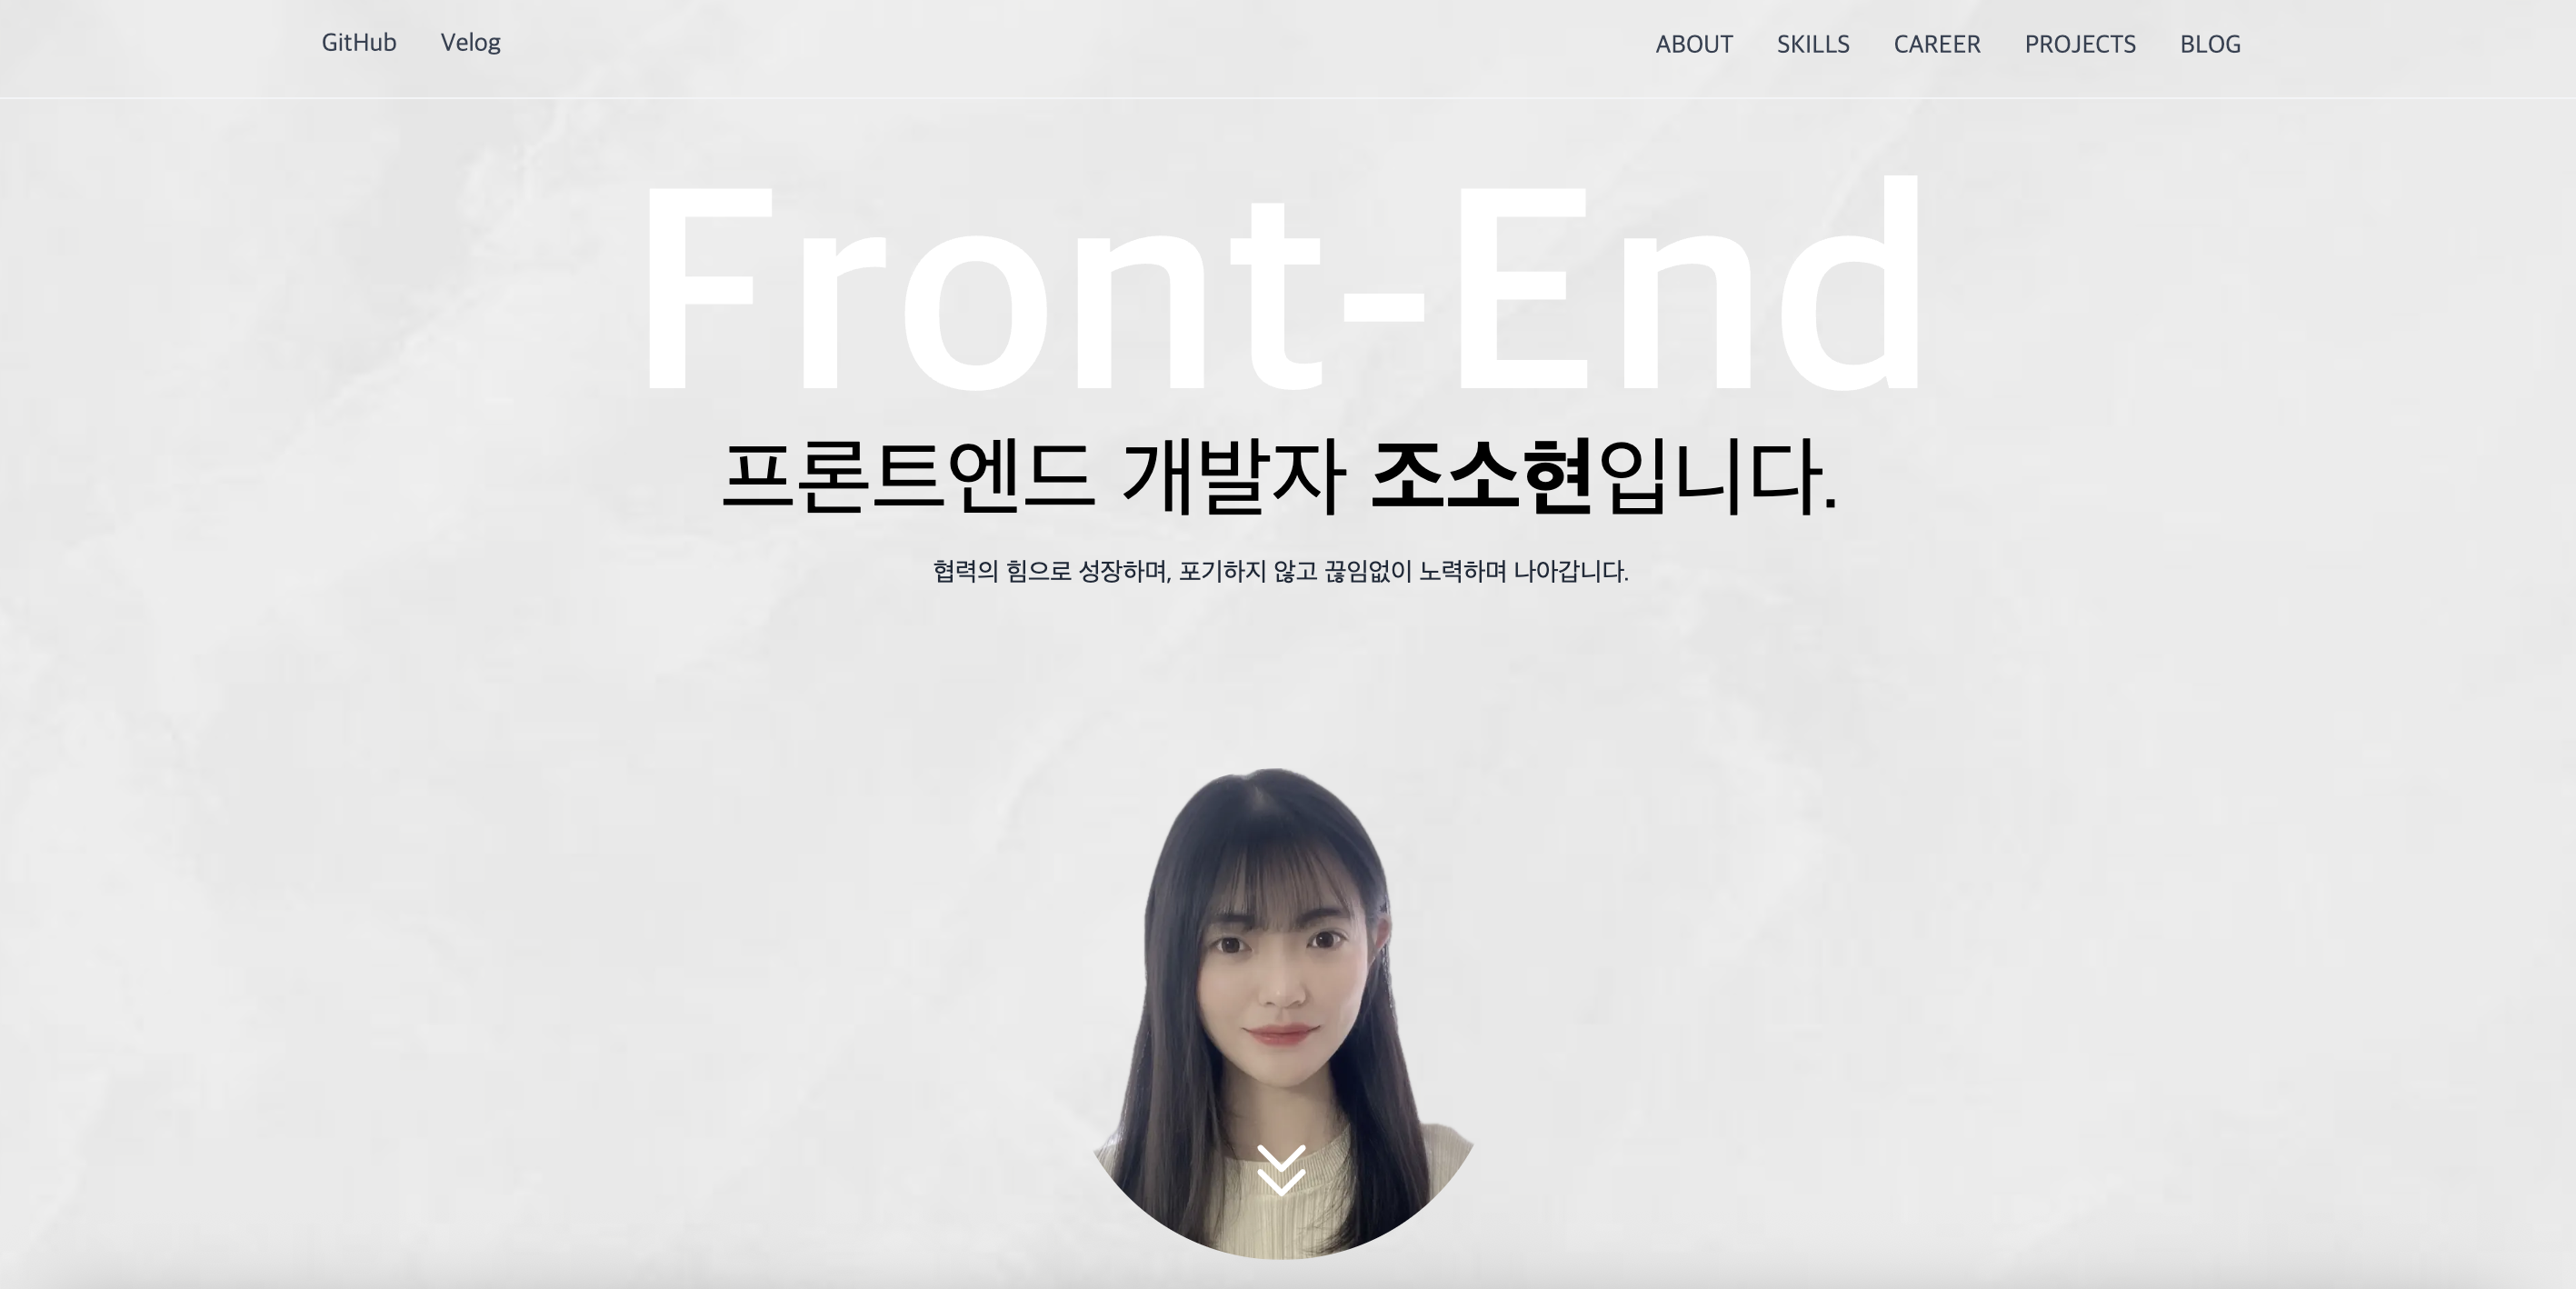 GitHub Velog ABOUT SKILLS CAREER PROJECTS BLOG
Front-End
프론트엔드 개발자 조소현입니다.
협력의 힘으로 성장하며, 포기하지 않고 끊임없이 노력하며 나아갑니다.